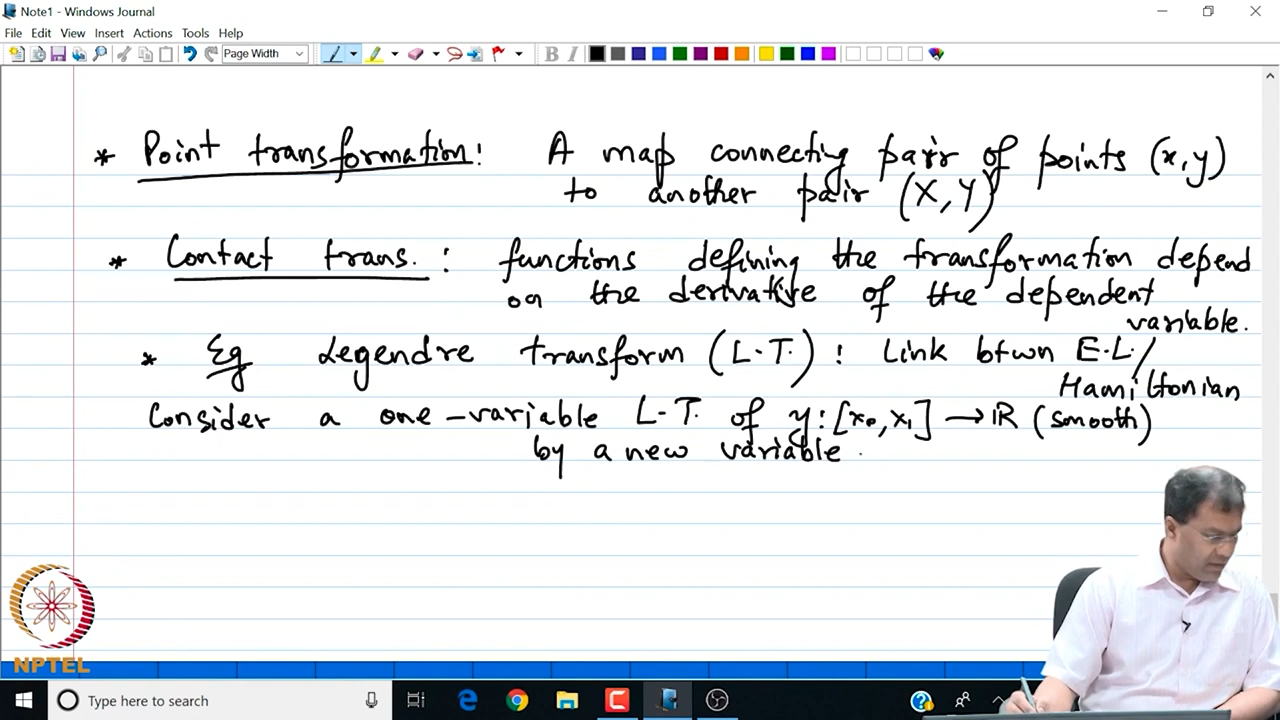 Note1 - Windows Journal
File Edit View Insert Actions Tools Help
Page Width
B I
* Point transformation: A map connecting pair of points (x,y)
to another pair (X,Y)
* Contact trans. : functions defining the transformation depend
on the derivative of the dependent
variable.
* Eg Legendre transform (L.T.) : Link btwn E.L./
Hamiltonian
Consider a one-variable L.T. of y:[x₀,x₁] → ℝ (smooth)
by a new variable.
NPTEL
Type here to search